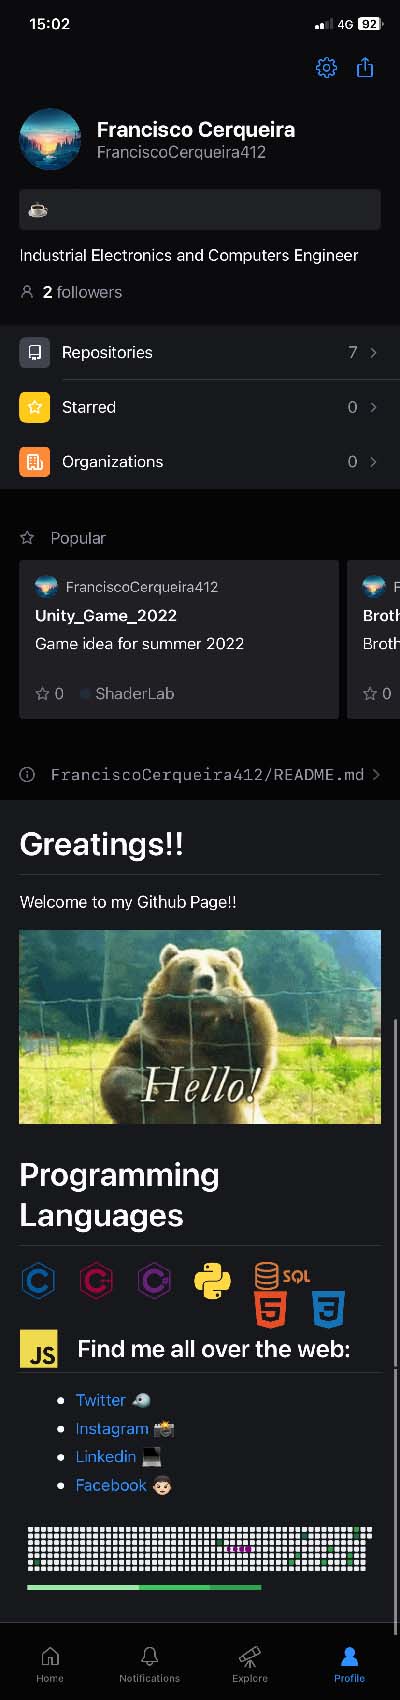 15:02
4G 92
Francisco Cerqueira
FranciscoCerqueira412
Industrial Electronics and Computers Engineer
2 followers
Repositories 7
Starred 0
Organizations 0
Popular
FranciscoCerqueira412
Unity_Game_2022
Game idea for summer 2022
0 ShaderLab
F
Broth
Broth
0
FranciscoCerqueira412/README.md
Greatings!!
Welcome to my Github Page!!
Hello!
Programming
Languages
C C++ C# SQL
5 3
JS Find me all over the web:
Twitter
Instagram
Linkedin
Facebook
Home Notifications Explore Profile